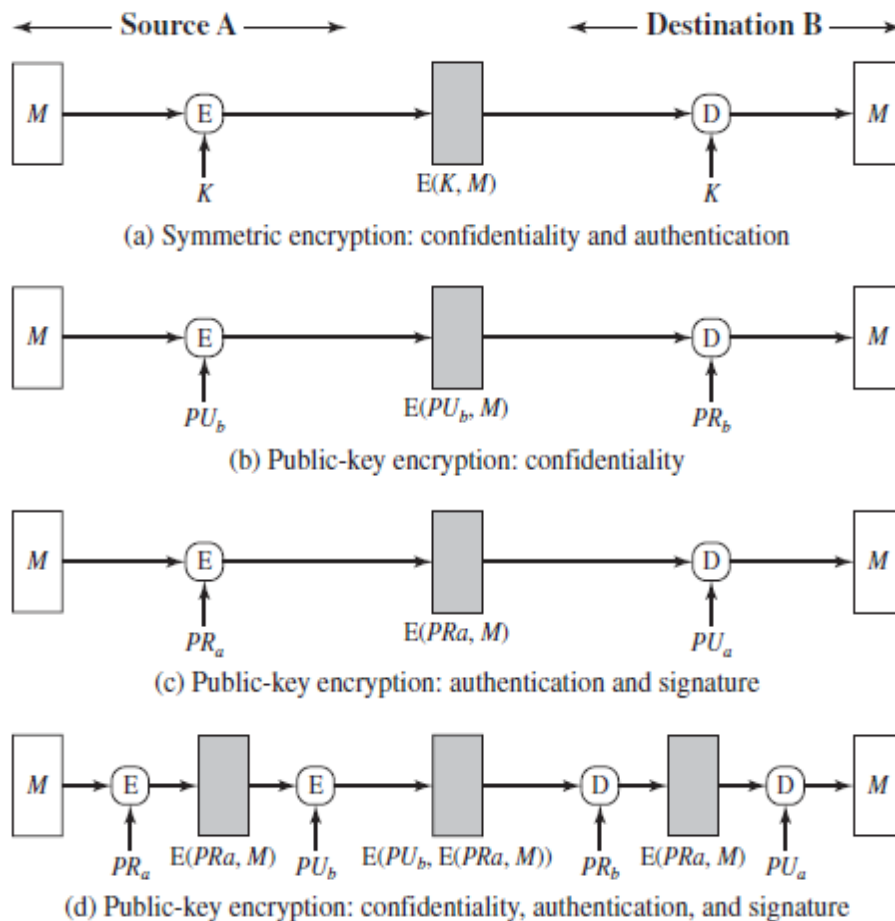 Source A Destination B
M E D M
K E(K, M) K
(a) Symmetric encryption: confidentiality and authentication
M E D M
PU_b E(PU_b, M) PR_b
(b) Public-key encryption: confidentiality
M E D M
PR_a E(PRa, M) PU_a
(c) Public-key encryption: authentication and signature
M E E D D M
PR_a E(PRa, M) PU_b E(PU_b, E(PRa, M)) PR_b E(PRa, M) PU_a
(d) Public-key encryption: confidentiality, authentication, and signature